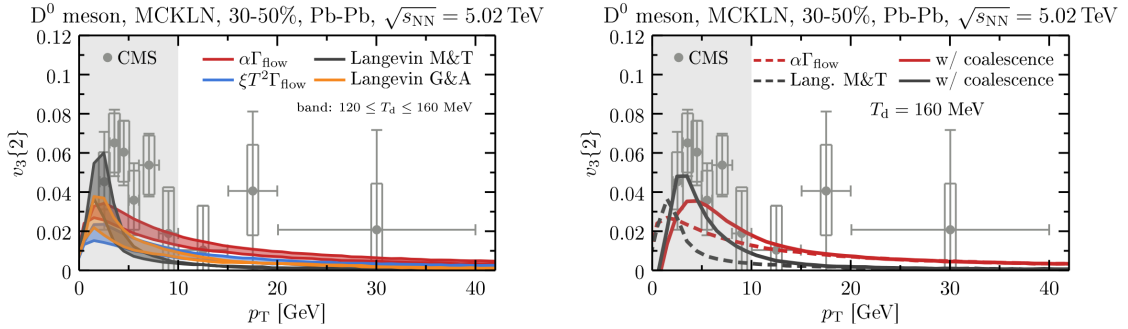 D⁰ meson, MCKLN, 30-50%, Pb-Pb, √sNN = 5.02 TeV
0.12
0.10
0.08
0.06
0.04
0.02
0
v₃{2}
CMS
αΓflow
ξT²Γflow
Langevin M&T
Langevin G&A
band: 120 ≤ Td ≤ 160 MeV
0 10 20 30 40
pT [GeV]
D⁰ meson, MCKLN, 30-50%, Pb-Pb, √sNN = 5.02 TeV
0.12
0.10
0.08
0.06
0.04
0.02
0
v₃{2}
CMS
αΓflow
Lang. M&T
w/ coalescence
w/ coalescence
Td = 160 MeV
0 10 20 30 40
pT [GeV]